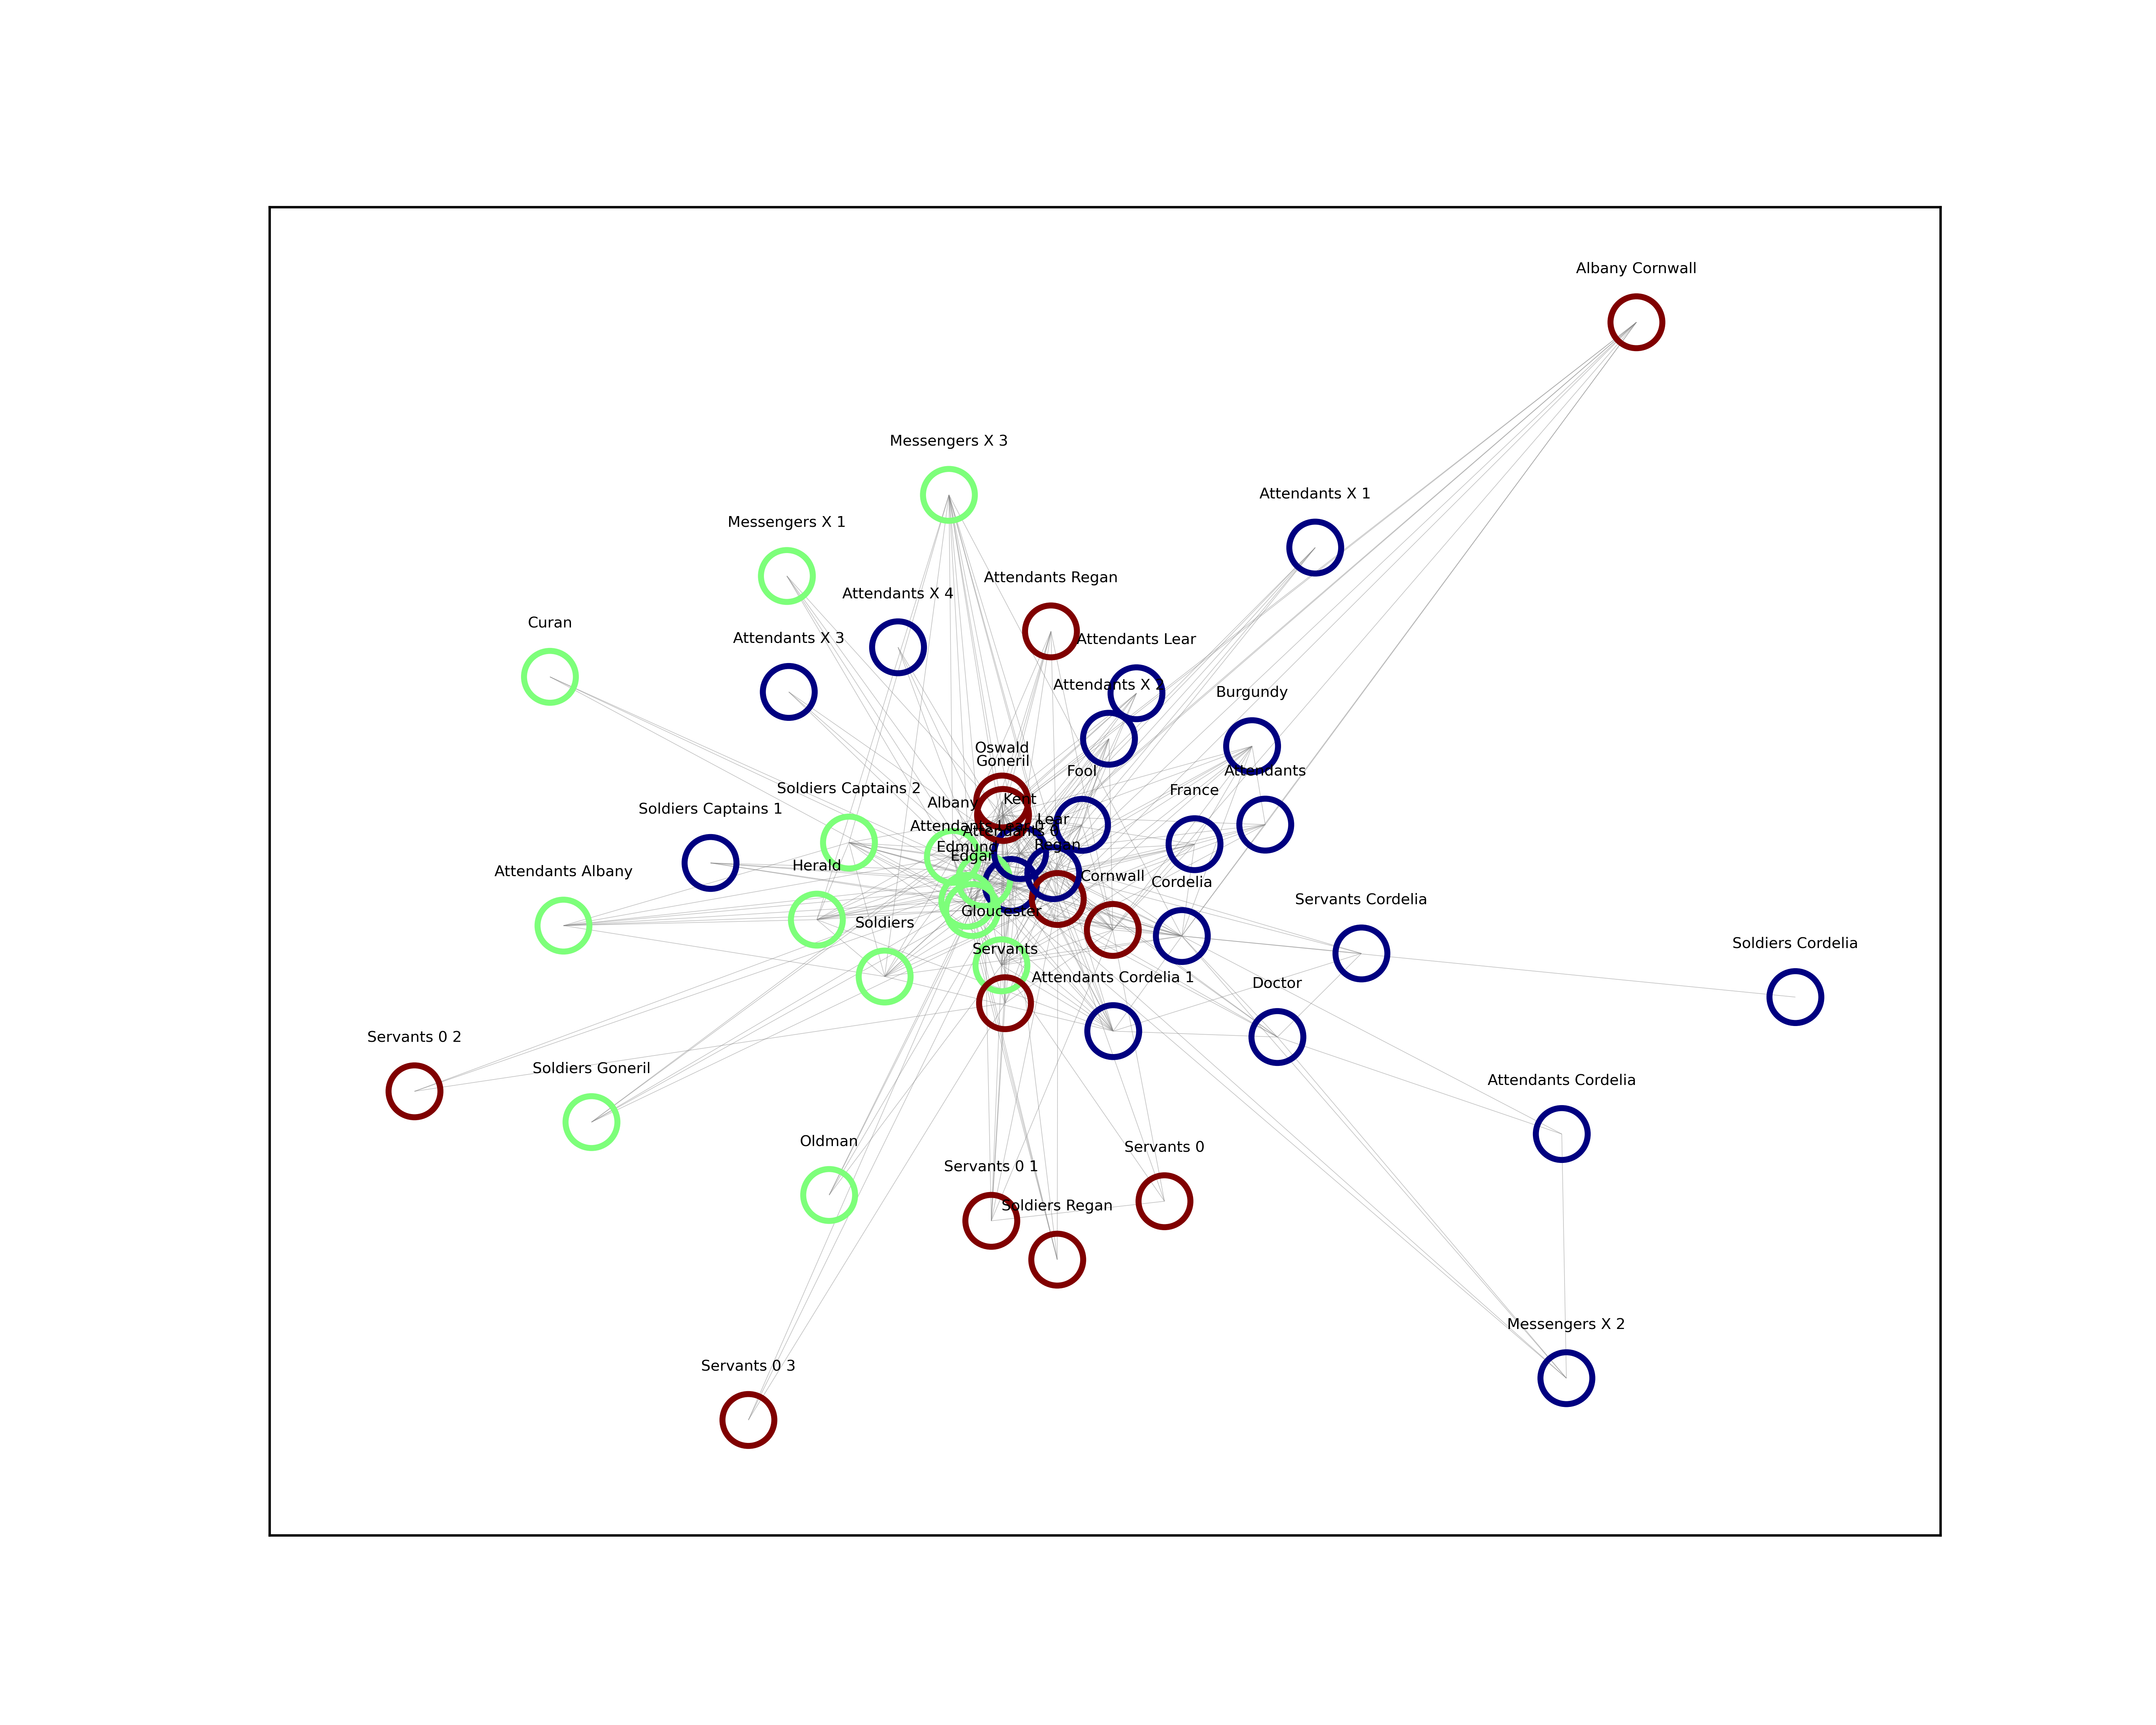 Albany Cornwall
Messengers X 3
Attendants X 1
Messengers X 1
Attendants Regan
Attendants X 4
Curan
Attendants X 3
Attendants Lear
Attendants X 2
Burgundy
Oswald
Goneril
Fool
Attendants
Soldiers Captains 2
France
Kent
Albany
Soldiers Captains 1
Lear
Edmund
Regan
Edgar
Herald
Attendants Albany
Cornwall
Cordelia
Servants Cordelia
Gloucester
Soldiers
Soldiers Cordelia
Servants
Attendants Cordelia 1
Doctor
Servants 0 2
Soldiers Goneril
Attendants Cordelia
Oldman
Servants 0
Servants 0 1
Soldiers Regan
Messengers X 2
Servants 0 3